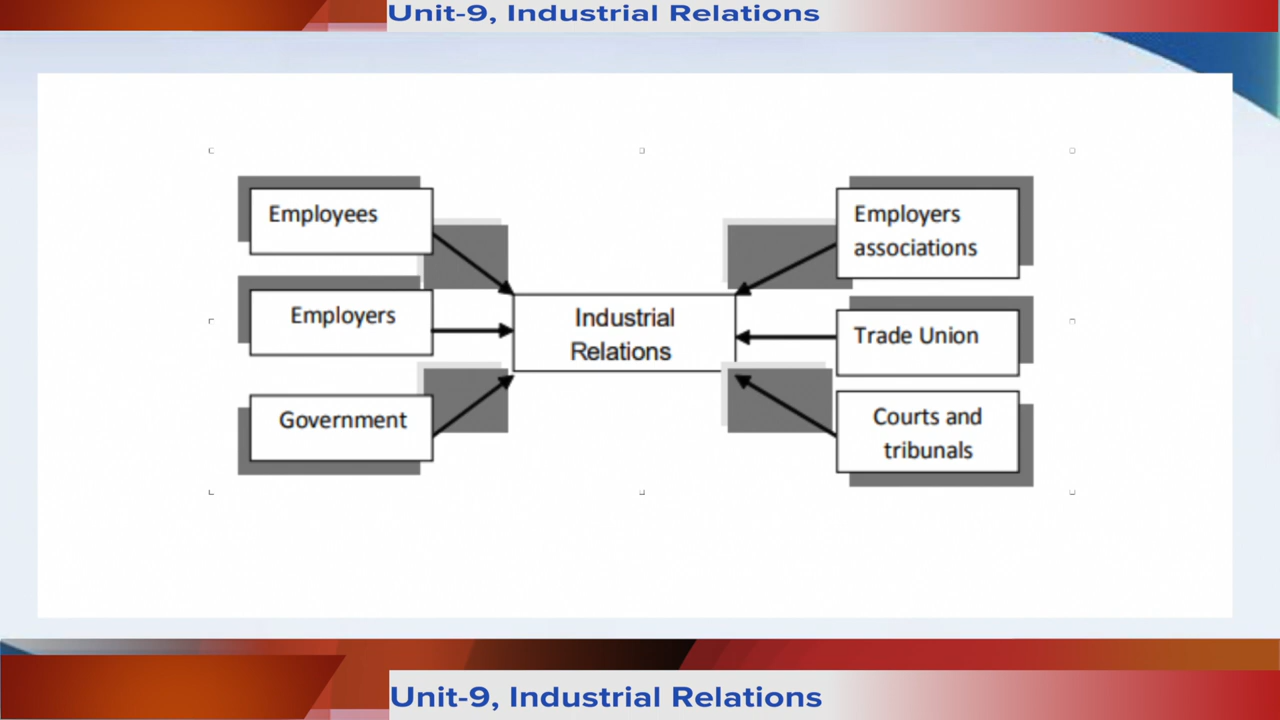 Unit-9, Industrial Relations
Employees
Employers
Government
Industrial
Relations
Employers
associations
Trade Union
Courts and
tribunals
Unit-9, Industrial Relations